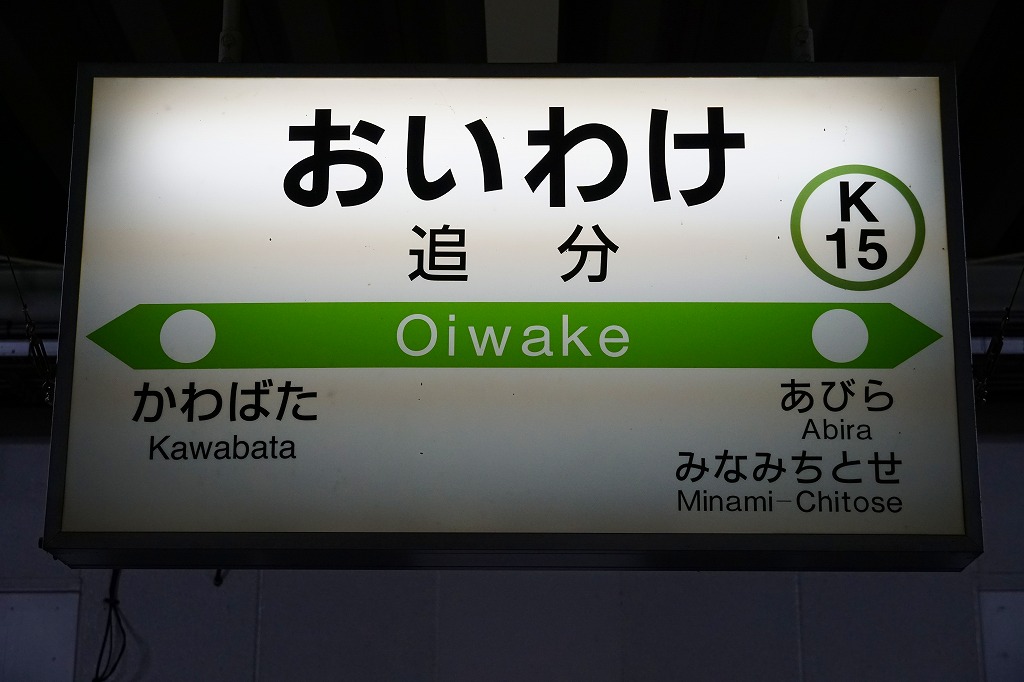 おいわけ
追分
K
15
Oiwake
かわばた
Kawabata
あびら
Abira
みなみちとせ
Minami-Chitose